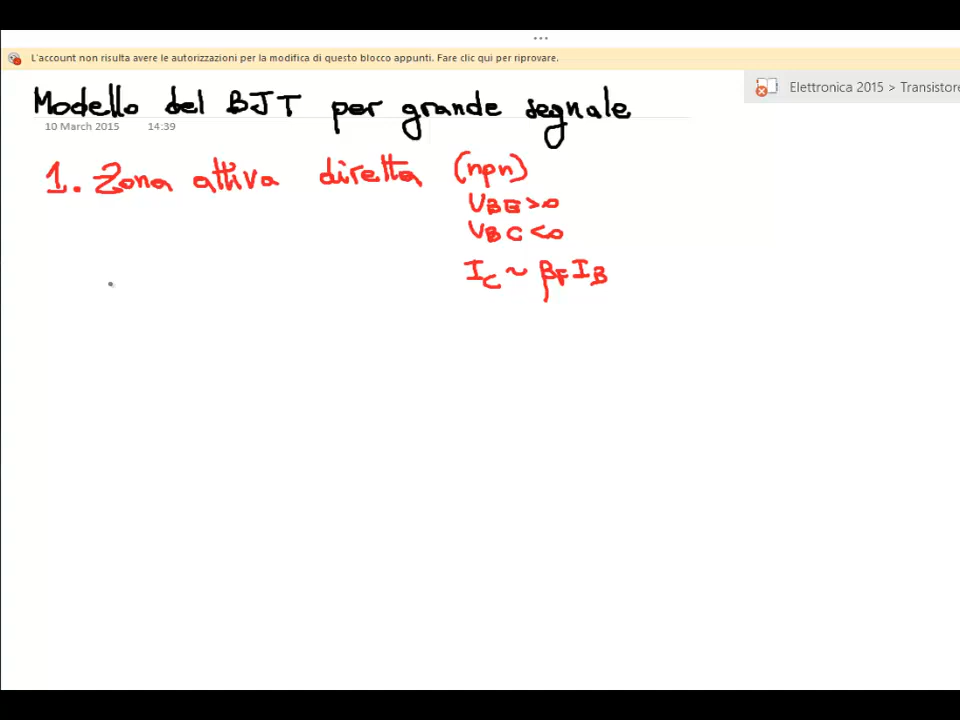 L'account non risulta avere le autorizzazioni per la modifica di questo blocco appunti. Fare clic qui per riprovare.
Elettronica 2015 > Transistore
Modello del BJT per grande segnale
10 March 2015 14:39
1. Zona attiva diretta (npn)
VBE>0
VBC<0
IC ~ βF IB